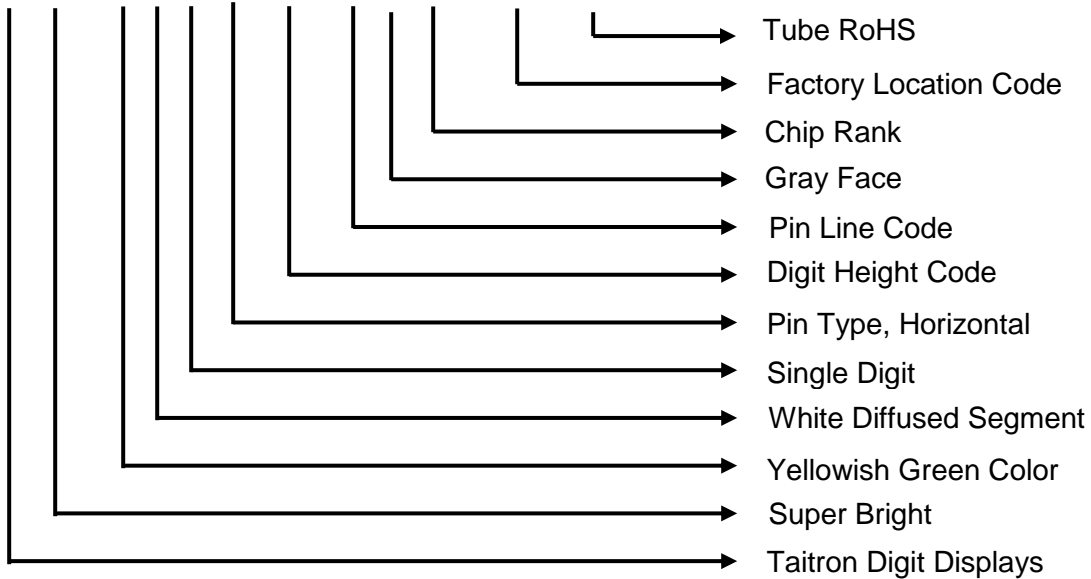 Tube RoHS
Factory Location Code
Chip Rank
Gray Face
Pin Line Code
Digit Height Code
Pin Type, Horizontal
Single Digit
White Diffused Segment
Yellowish Green Color
Super Bright
Taitron Digit Displays